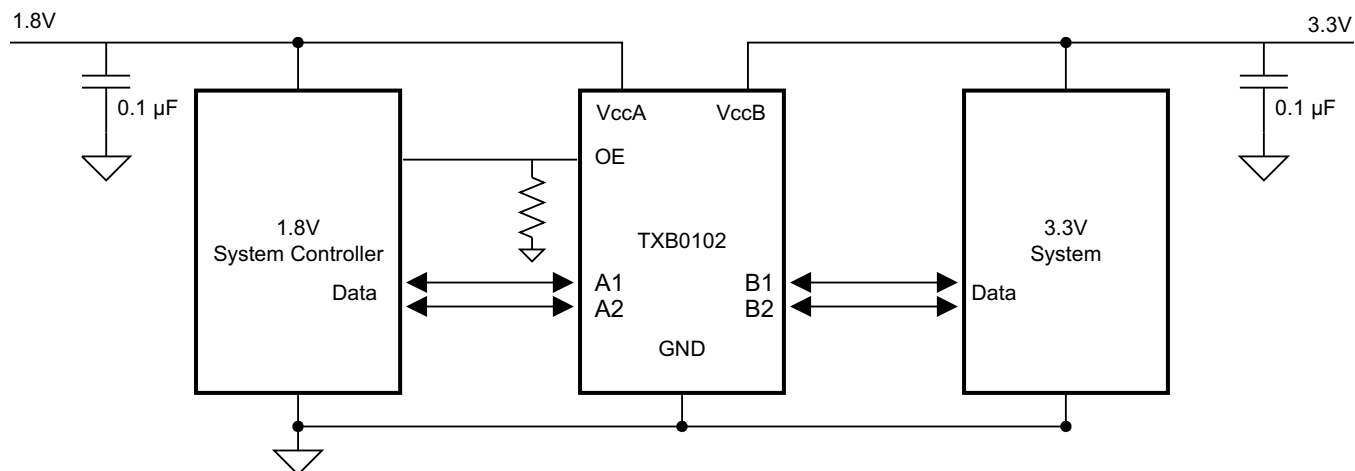 1.8V
3.3V
0.1 µF
0.1 µF
VccA
VccB
OE
1.8V
System Controller
Data
TXB0102
3.3V
System
A1
A2
B1
B2
Data
GND